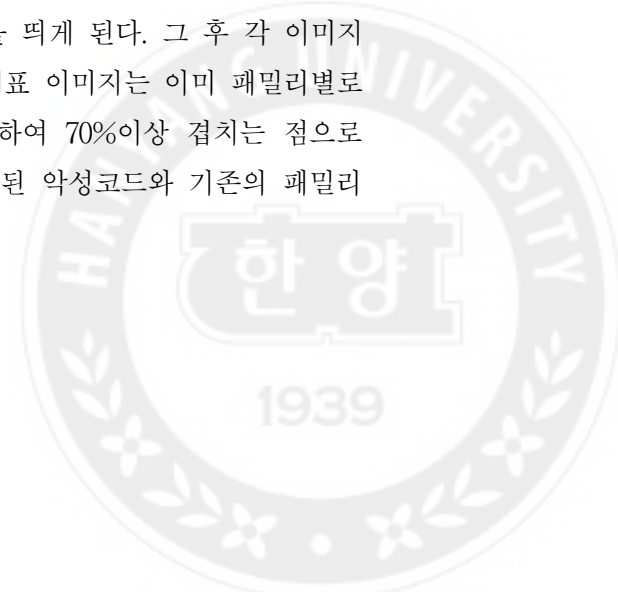 띄게 된다. 그 후 각 이미지
표 이미지는 이미 패밀리별로
하여 70%이상 겹치는 점으로
된 악성코드와 기존의 패밀리
HANYANG UNIVERSITY
한양
1939